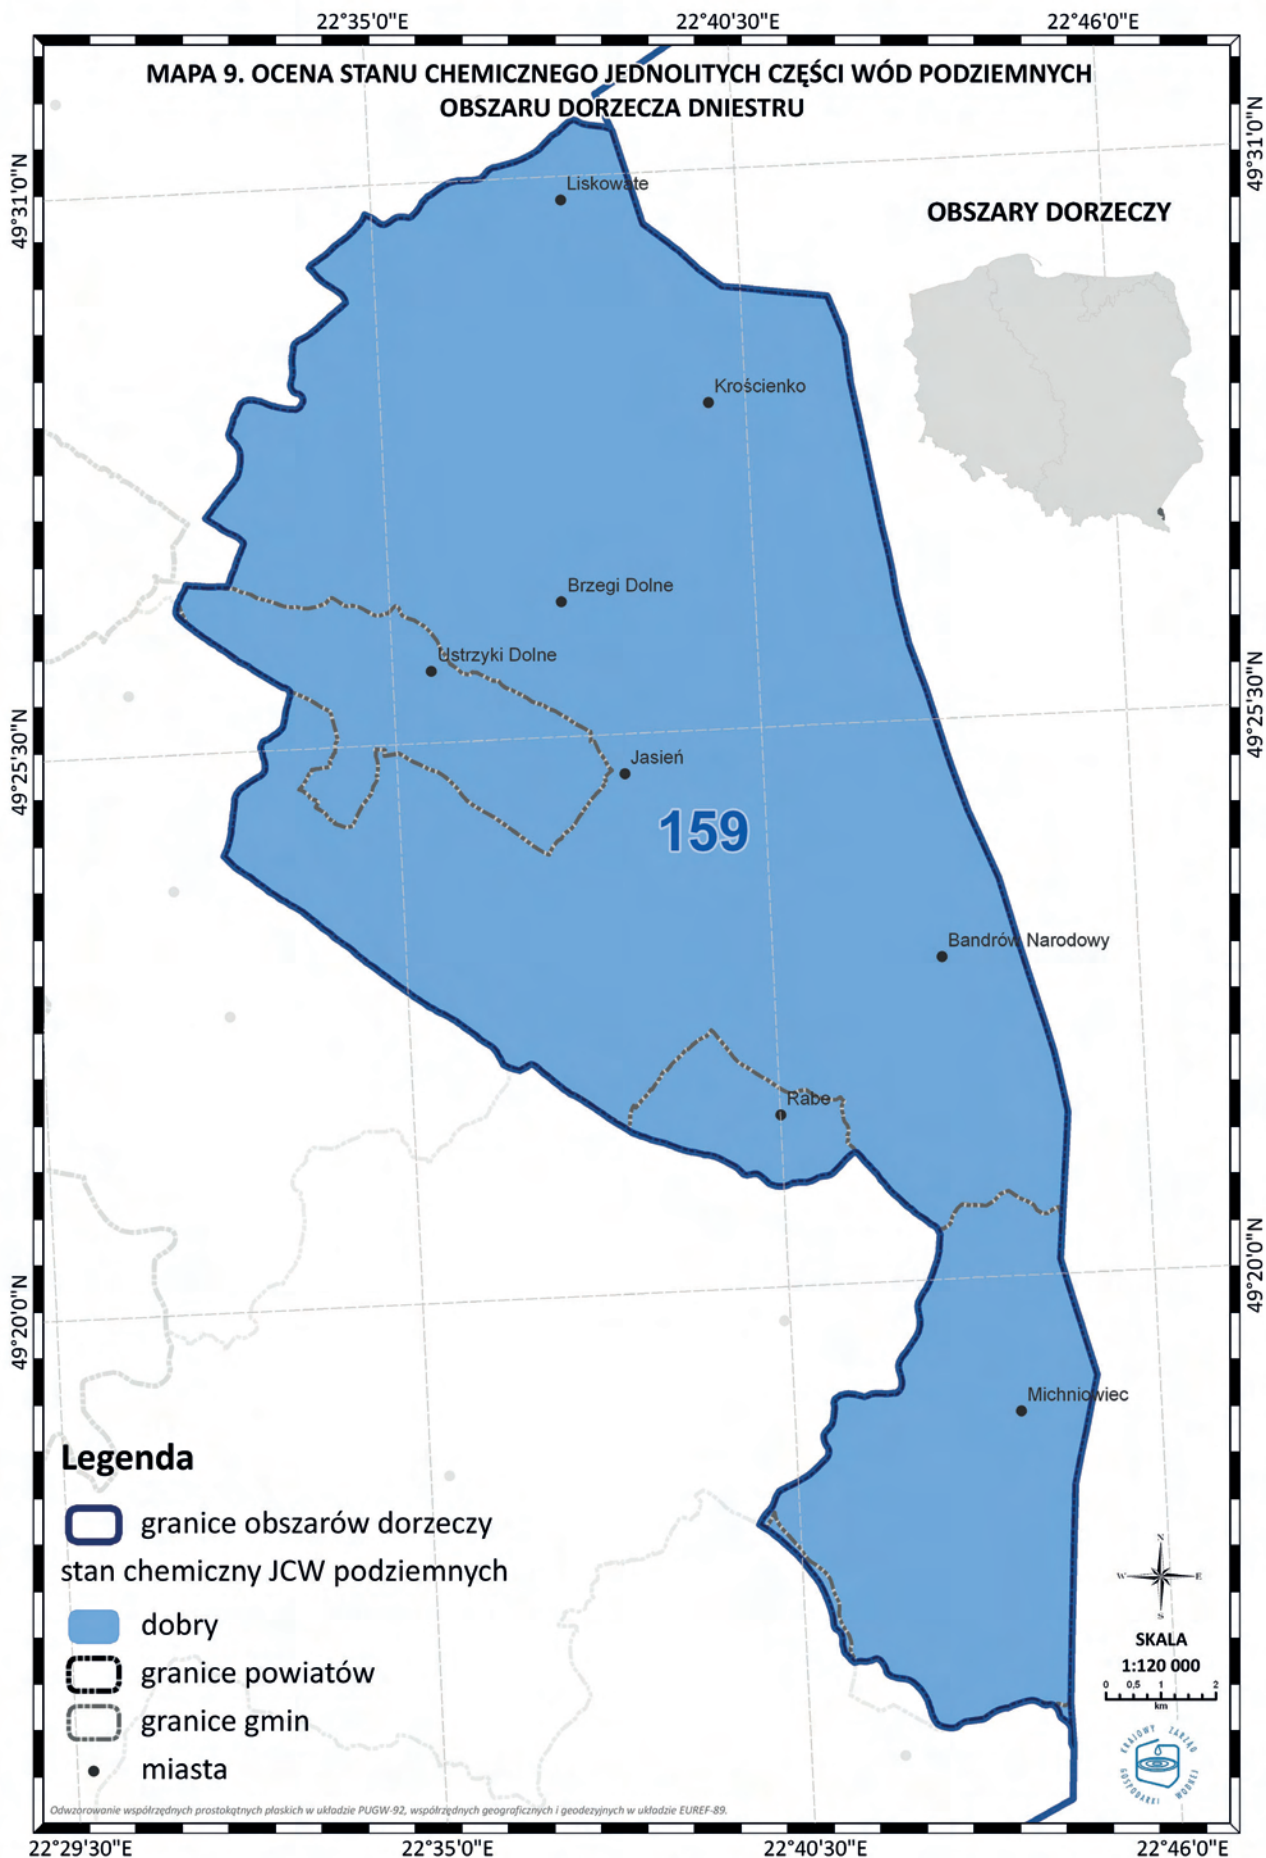 22°35'0"E 22°40'30"E 22°46'0"E
MAPA 9. OCENA STANU CHEMICZNEGO JEDNOLITYCH CZĘŚCI WÓD PODZIEMNYCH
OBSZARU DORZECZA DNIESTRU
49°31'0"N
49°31'0"N
Liskowate
OBSZARY DORZECZY
Krościenko
Brzegi Dolne
Ustrzyki Dolne
49°25'30"N
49°25'30"N
Jasień
159
Bandrów Narodowy
Rabe
49°20'0"N
49°20'0"N
Michniowiec
Legenda
granice obszarów dorzeczy
stan chemiczny JCW podziemnych
dobry
granice powiatów
granice gmin
miasta
N
W E
S
SKALA
1:120 000
0 0,5 1 2
km
KRAJOWY ZARZĄD
GOSPODARKI WODNEJ
Odwzorowanie współrzędnych prostokątnych płaskich w układzie PUGW-92, współrzędnych geograficznych i geodezyjnych w układzie EUREF-89.
22°29'30"E 22°35'0"E 22°40'30"E 22°46'0"E